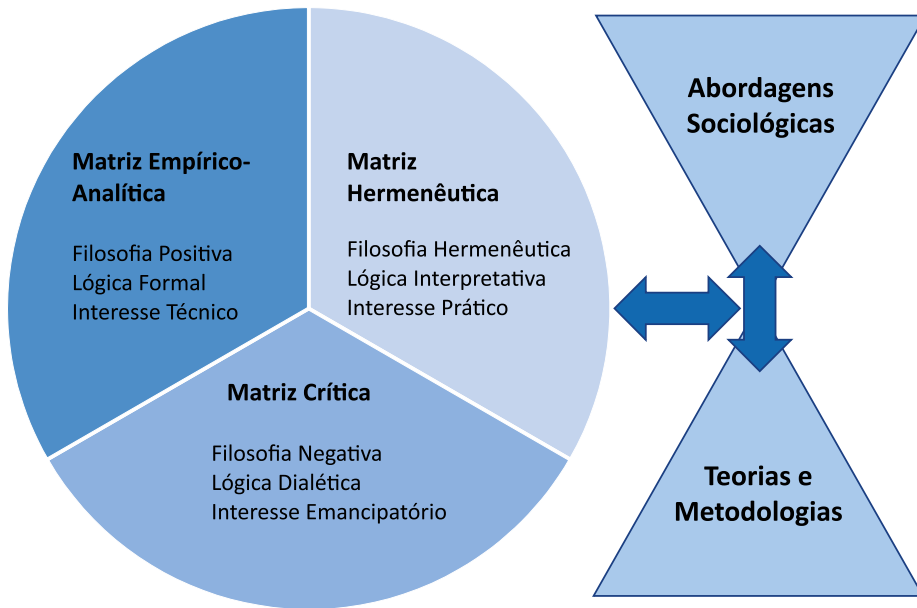 Matriz Empírico-
Analítica
Filosofia Positiva
Lógica Formal
Interesse Técnico
Matriz
Hermenêutica
Filosofia Hermenêutica
Lógica Interpretativa
Interesse Prático
Matriz Crítica
Filosofia Negativa
Lógica Dialética
Interesse Emancipatório
Abordagens
Sociológicas
Teorias e
Metodologias